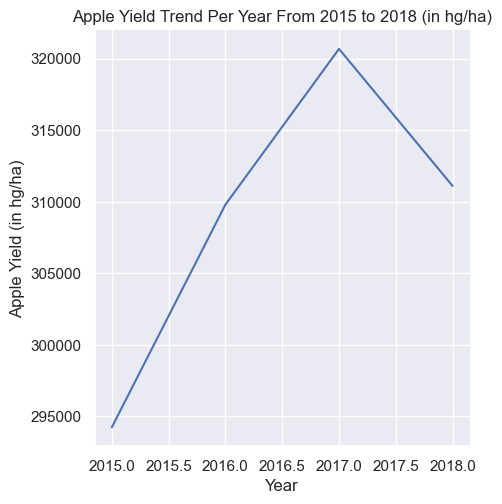 Apple Yield Trend Per Year From 2015 to 2018 (in hg/ha)
320000
315000
310000
305000
300000
295000
Apple Yield (in hg/ha)
2015.0 2015.5 2016.0 2016.5 2017.0 2017.5 2018.0
Year